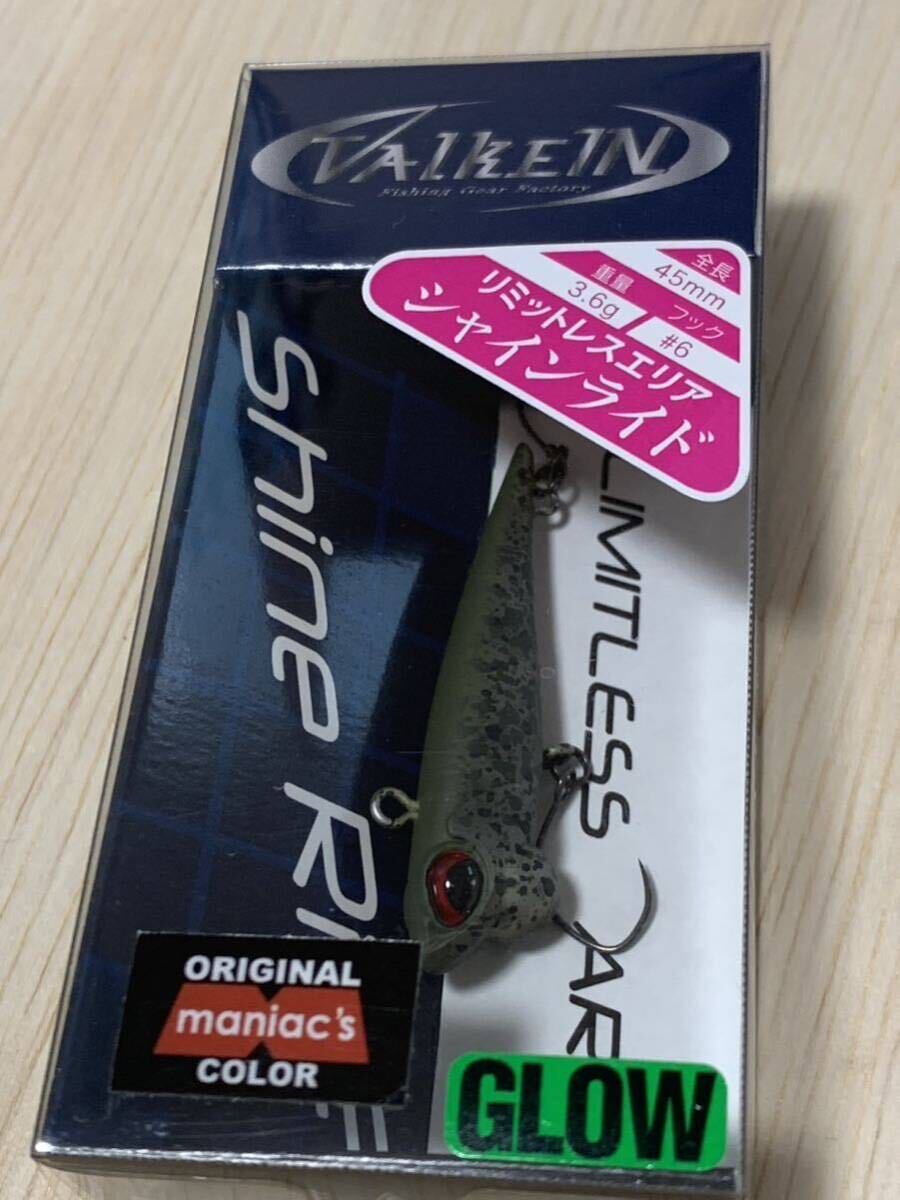 ValkeIN
Fishing Gear Factory
全長
45mm
重量
3.6g
フック
#6
リミットレスエリア
シャインライド
Shine Ri
LIMITLESS AR
ORIGINAL
maniac's
COLOR
GLOW